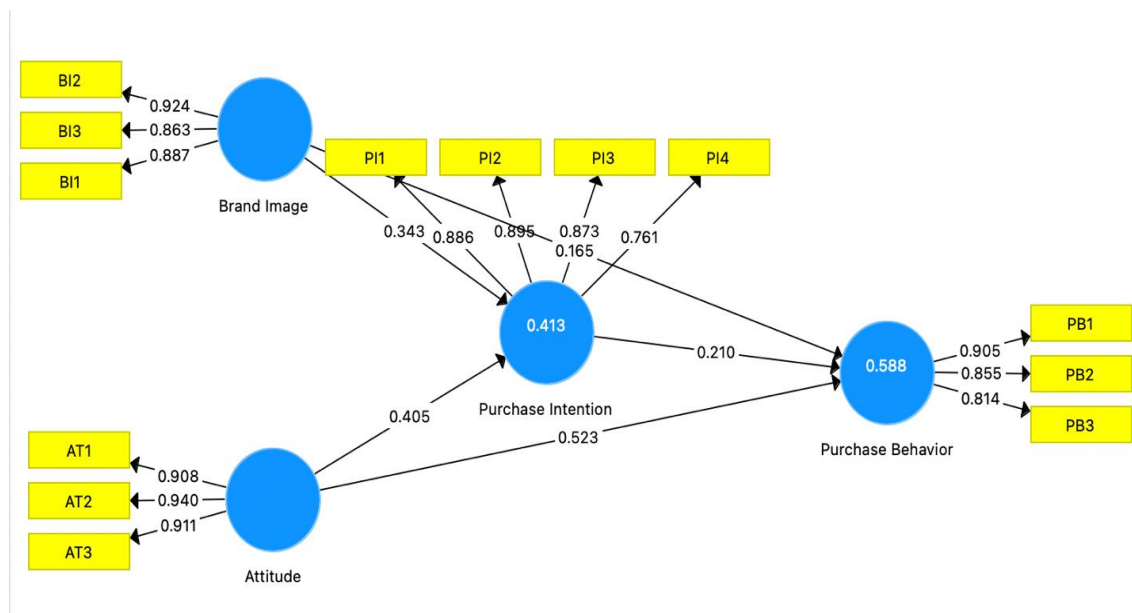 BI2
0.924
BI3
0.863
BI1
0.887
Brand Image
PI1
PI2
PI3
PI4
0.343
0.886
0.895
0.873
0.761
0.165
0.413
Purchase Intention
0.210
0.588
Purchase Behavior
PB1
0.905
PB2
0.855
PB3
0.814
0.405
0.523
AT1
0.908
AT2
0.940
AT3
0.911
Attitude